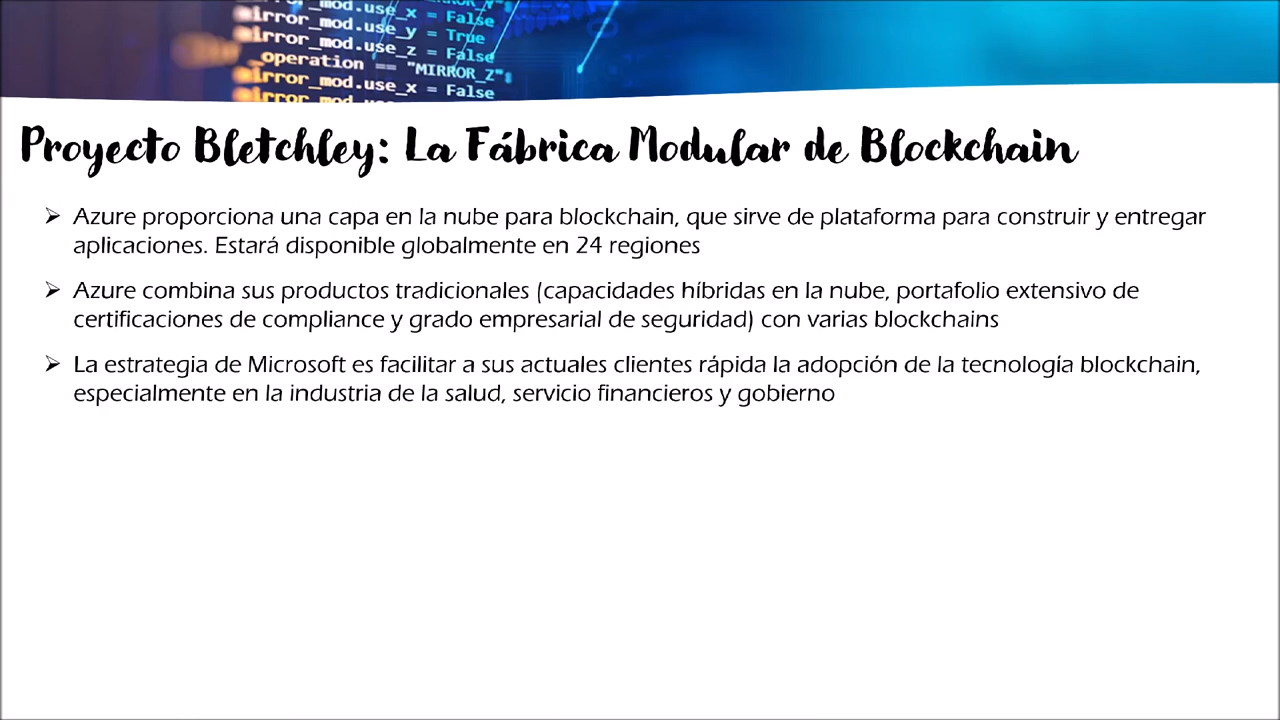 mod.use_x = False
mirror_mod.use_y = True
mirror_mod.use_z = False
_operation == "MIRROR_Z":
mirror_mod.use_x = False
Proyecto Bletchley: La Fábrica Modular de Blockchain
➢ Azure proporciona una capa en la nube para blockchain, que sirve de plataforma para construir y entregar
aplicaciones. Estará disponible globalmente en 24 regiones
➢ Azure combina sus productos tradicionales (capacidades híbridas en la nube, portafolio extensivo de
certificaciones de compliance y grado empresarial de seguridad) con varias blockchains
➢ La estrategia de Microsoft es facilitar a sus actuales clientes rápida la adopción de la tecnología blockchain,
especialmente en la industria de la salud, servicio financieros y gobierno